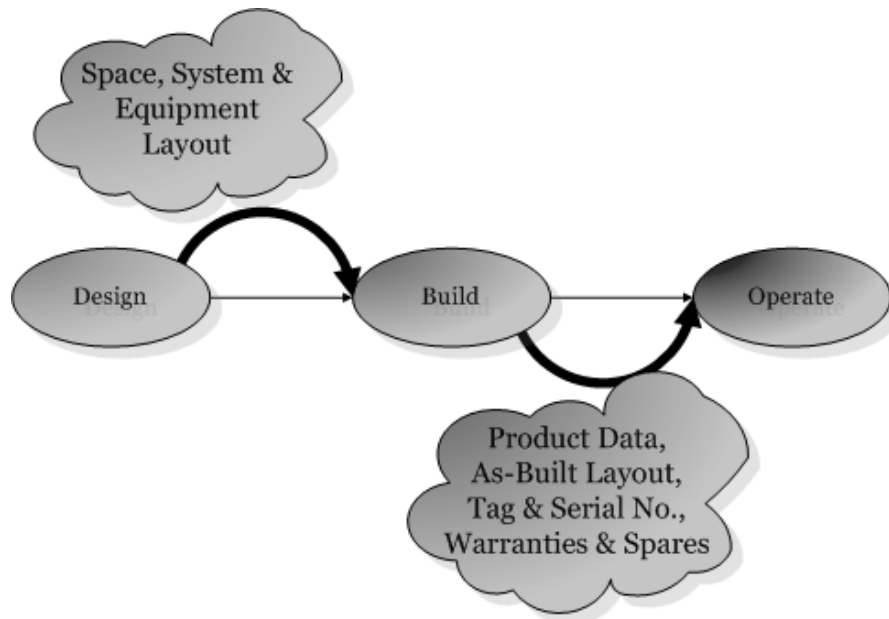 Space, System &
Equipment
Layout
Design
Build
Operate
Product Data,
As-Built Layout,
Tag & Serial No.,
Warranties & Spares